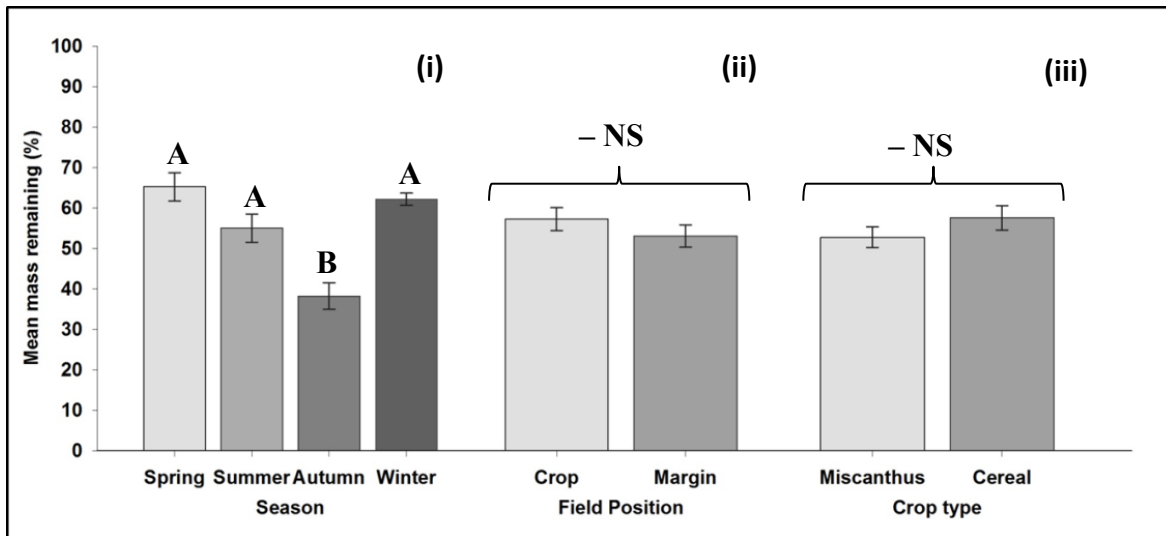 100
90
80
70
60
50
40
30
20
10
0
Mean mass remaining (%)
(i)
(ii)
(iii)
A
A
B
A
– NS
– NS
Spring Summer Autumn Winter
Season
Crop Margin
Field Position
Miscanthus Cereal
Crop type